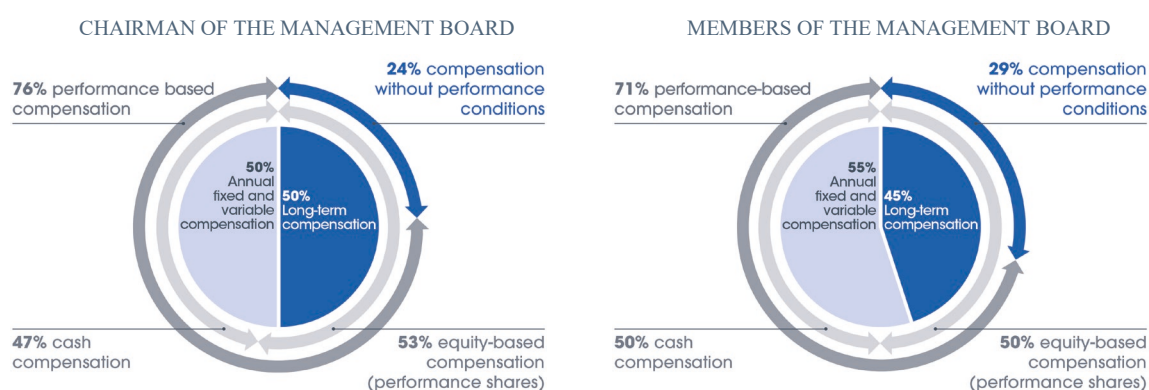 CHAIRMAN OF THE MANAGEMENT BOARD
76% performance based
compensation
24% compensation
without performance
conditions
50%
Annual
fixed and
variable
compensation
50%
Long-term
compensation
47% cash
compensation
53% equity-based
compensation
(performance shares)
MEMBERS OF THE MANAGEMENT BOARD
71% performance-based
compensation
29% compensation
without performance
conditions
55%
Annual
fixed and
variable
compensation
45%
Long-term
compensation
50% cash
compensation
50% equity-based
compensation
(performance shares)